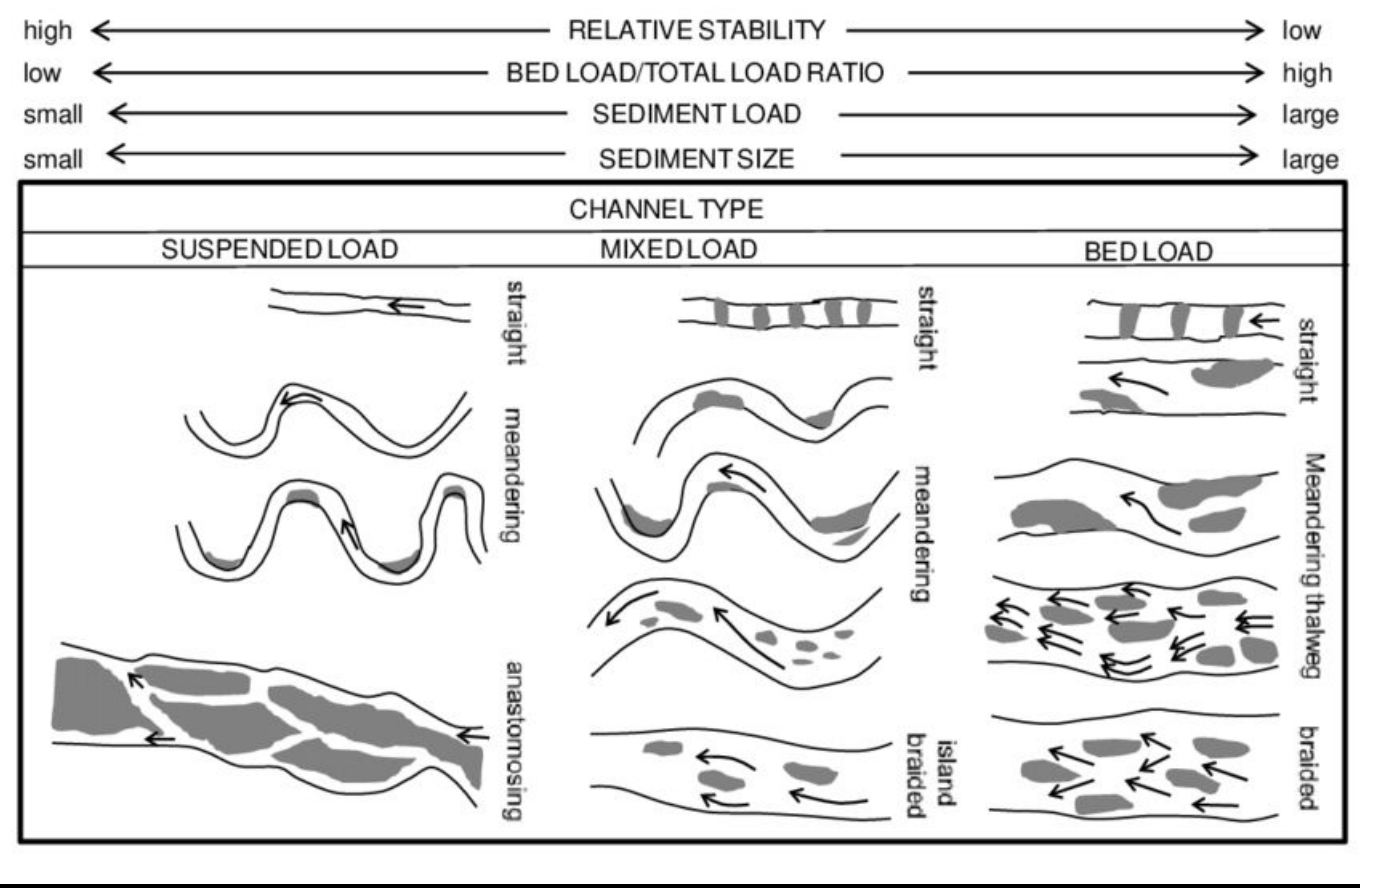 high RELATIVE STABILITY low
low BED LOAD/TOTAL LOAD RATIO high
small SEDIMENT LOAD large
small SEDIMENT SIZE large
CHANNEL TYPE
SUSPENDED LOAD MIXED LOAD BED LOAD
straight
meandering
anastomosing
straight
meandering
island
braided
straight
Meandering thalweg
braided